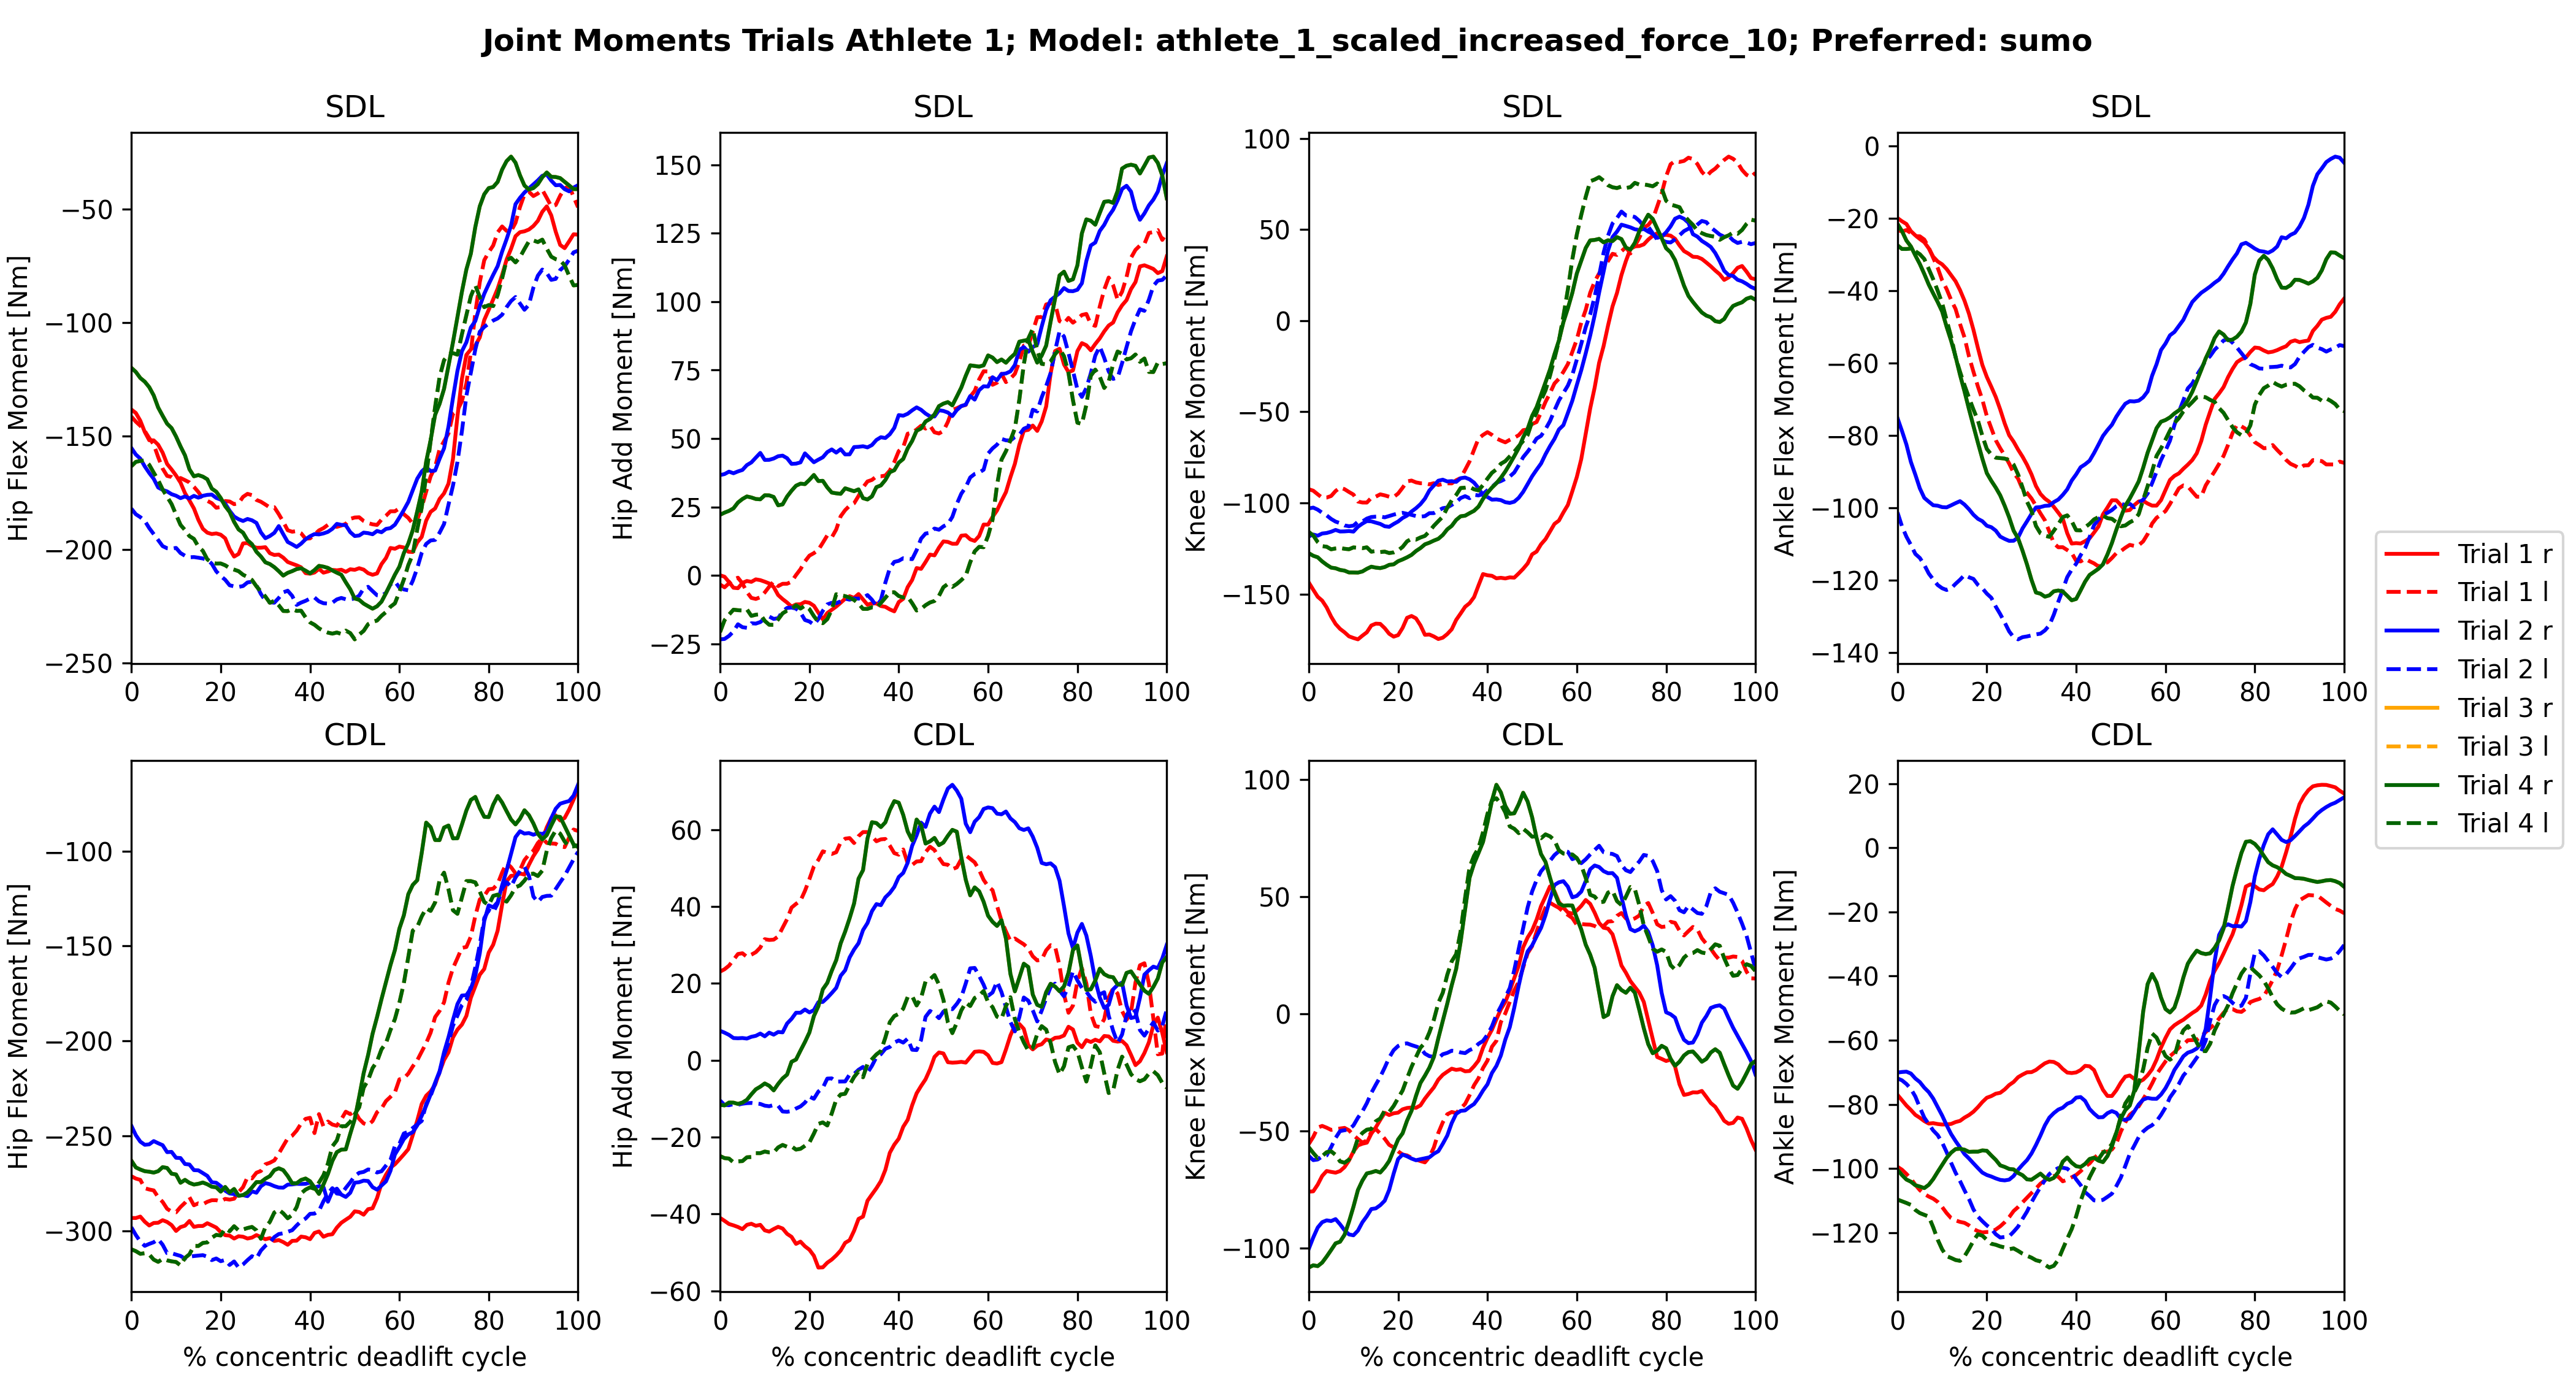 Joint Moments Trials Athlete 1; Model: athlete_1_scaled_increased_force_10; Preferred: sumo
SDL
SDL
SDL
SDL
Hip Flex Moment [Nm]
−50
−100
−150
−200
−250
0 20 40 60 80 100
Hip Add Moment [Nm]
150
125
100
75
50
25
0
−25
0 20 40 60 80 100
Knee Flex Moment [Nm]
100
50
0
−50
−100
−150
0 20 40 60 80 100
Ankle Flex Moment [Nm]
0
−20
−40
−60
−80
−100
−120
−140
0 20 40 60 80 100
Trial 1 r
Trial 1 l
Trial 2 r
Trial 2 l
Trial 3 r
Trial 3 l
Trial 4 r
Trial 4 l
CDL
CDL
CDL
CDL
Hip Flex Moment [Nm]
−100
−150
−200
−250
−300
0 20 40 60 80 100
% concentric deadlift cycle
Hip Add Moment [Nm]
60
40
20
0
−20
−40
−60
0 20 40 60 80 100
% concentric deadlift cycle
Knee Flex Moment [Nm]
100
50
0
−50
−100
0 20 40 60 80 100
% concentric deadlift cycle
Ankle Flex Moment [Nm]
20
0
−20
−40
−60
−80
−100
−120
0 20 40 60 80 100
% concentric deadlift cycle